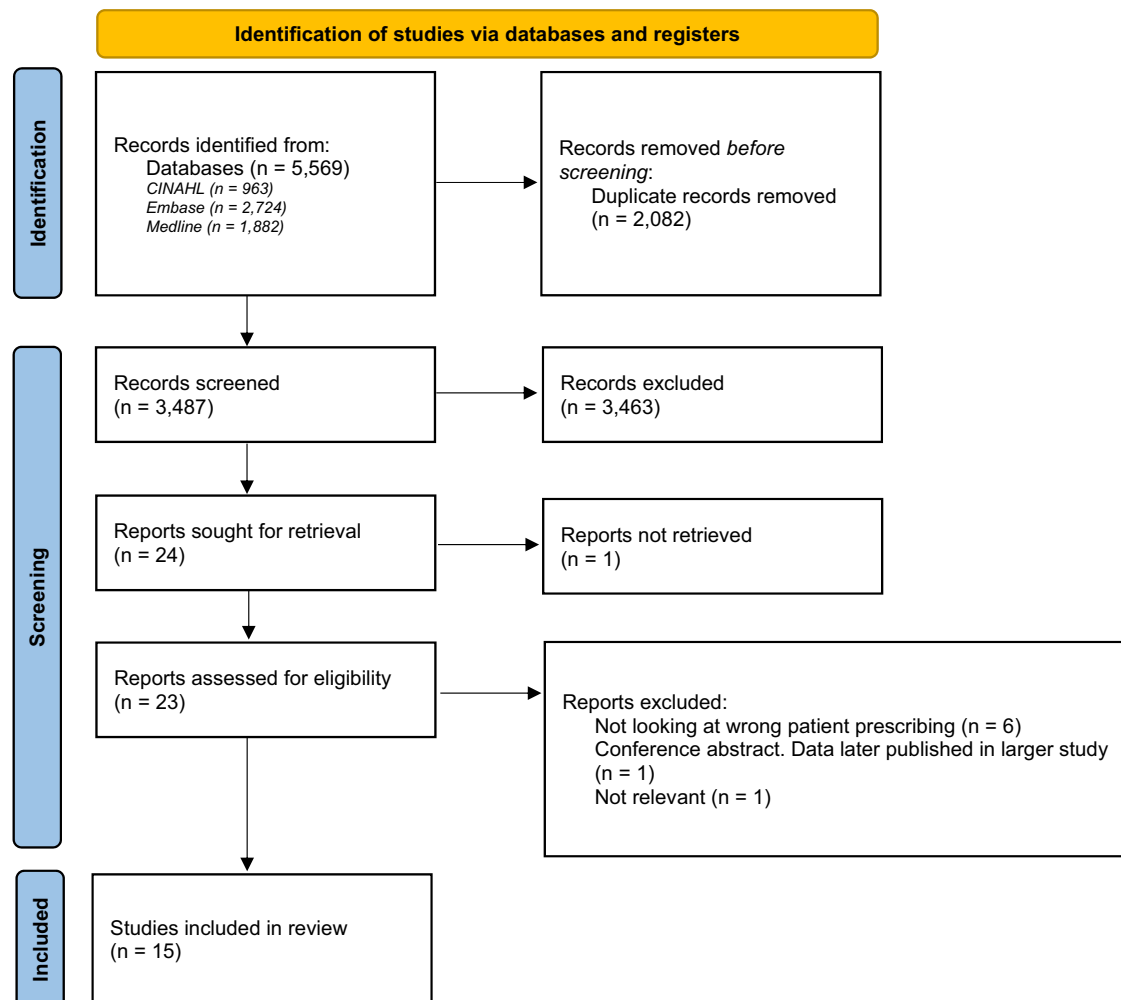 Identification of studies via databases and registers
Identification
Records identified from:
Databases (n = 5,569)
CINAHL (n = 963)
Embase (n = 2,724)
Medline (n = 1,882)
Records removed before
screening:
Duplicate records removed
(n = 2,082)
Screening
Records screened
(n = 3,487)
Records excluded
(n = 3,463)
Reports sought for retrieval
(n = 24)
Reports not retrieved
(n = 1)
Reports assessed for eligibility
(n = 23)
Reports excluded:
Not looking at wrong patient prescribing (n = 6)
Conference abstract. Data later published in larger study
(n = 1)
Not relevant (n = 1)
Included
Studies included in review
(n = 15)